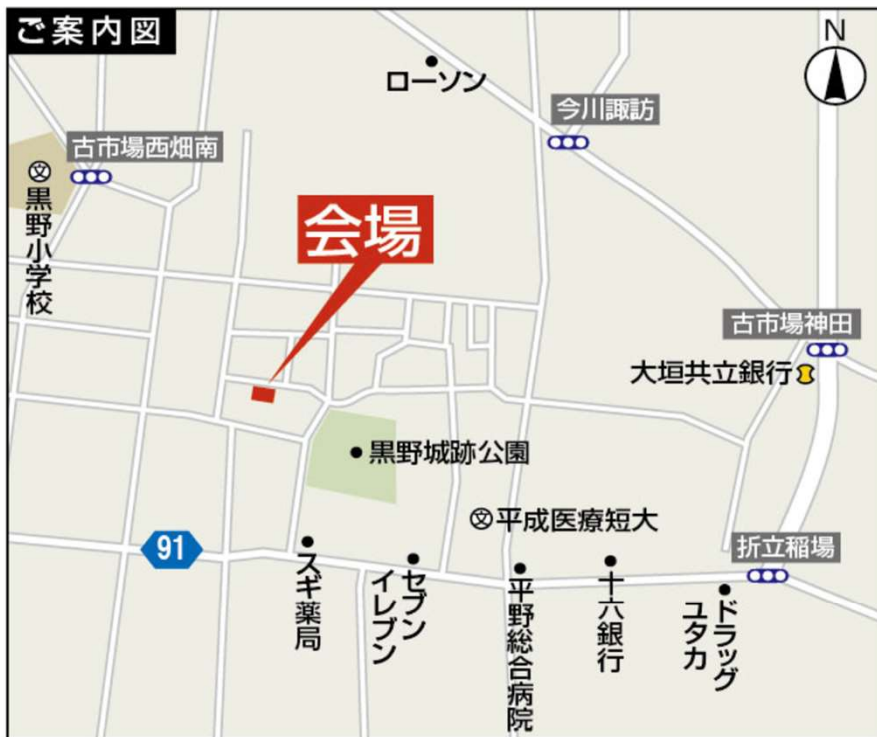 ご案内図
N
ローソン
今川諏訪
古市場西畑南
文
黒野小学校
会場
古市場神田
大垣共立銀行
黒野城跡公園
文平成医療短大
91
折立稲場
スギ薬局
セブン
イレブン
平野総合病院
十六銀行
ドラッグ
ユタカ